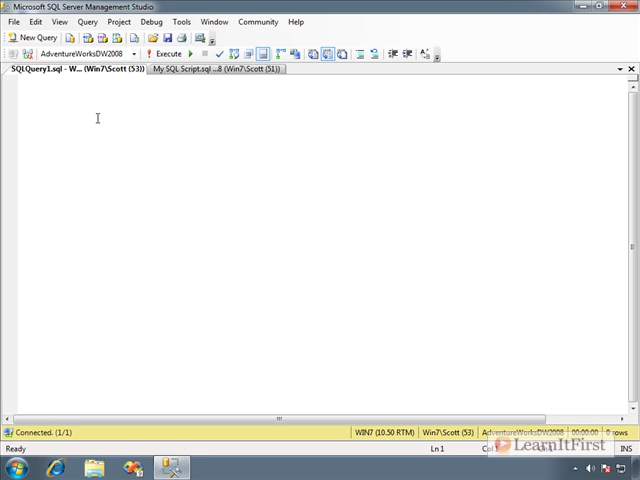 Microsoft SQL Server Management Studio
File Edit View Query Project Debug Tools Window Community Help
New Query
AdventureWorksDW2008 Execute
SQLQuery1.sql - W... (Win7\Scott (53)) My SQL Script.sql ...8 (Win7\Scott (51))
Connected. (1/1) WIN7 (10.50 RTM) Win7\Scott (53) AdventureWorksDW2008 00:00:00 0 rows
Ready Ln 1 INS
LearnItFirst